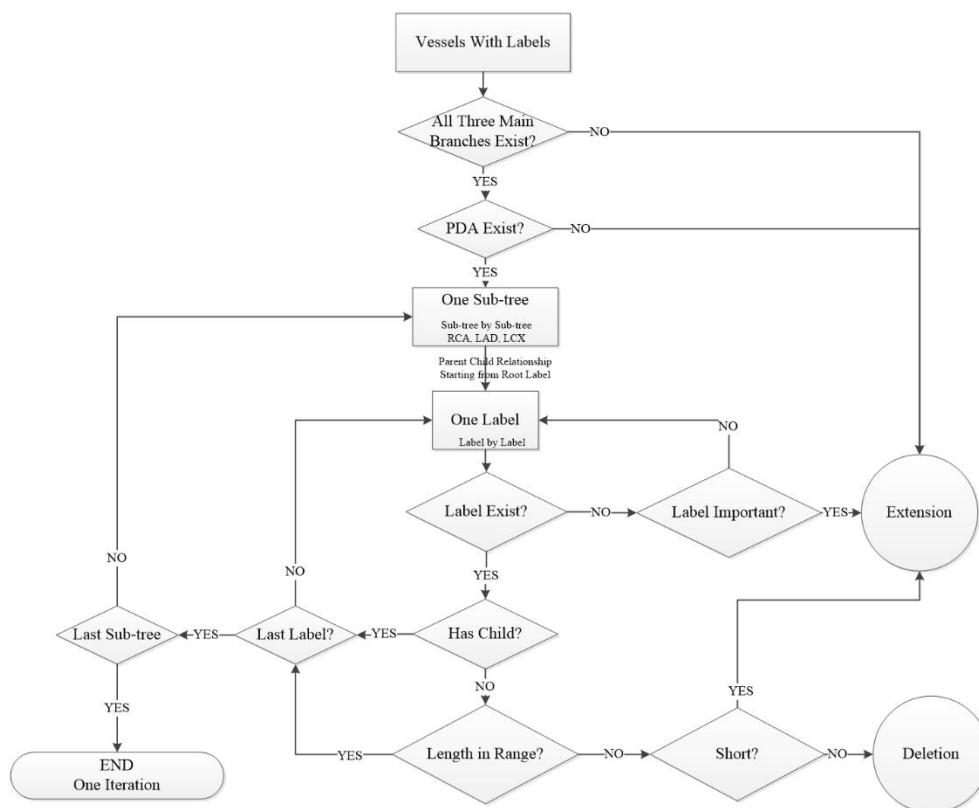 Vessels With Labels
All Three Main
Branches Exist?
NO
YES
PDA Exist?
NO
YES
One Sub-tree
Sub-tree by Sub-tree
RCA, LAD, LCX
Parent Child Relationship
Starting from Root Label
One Label
Label by Label
NO
Label Exist?
NO
Label Important?
YES
Extension
YES
NO
NO
Last Sub-tree
YES
Last Label?
YES
Has Child?
NO
YES
YES
END
One Iteration
YES
Length in Range?
NO
Short?
NO
Deletion